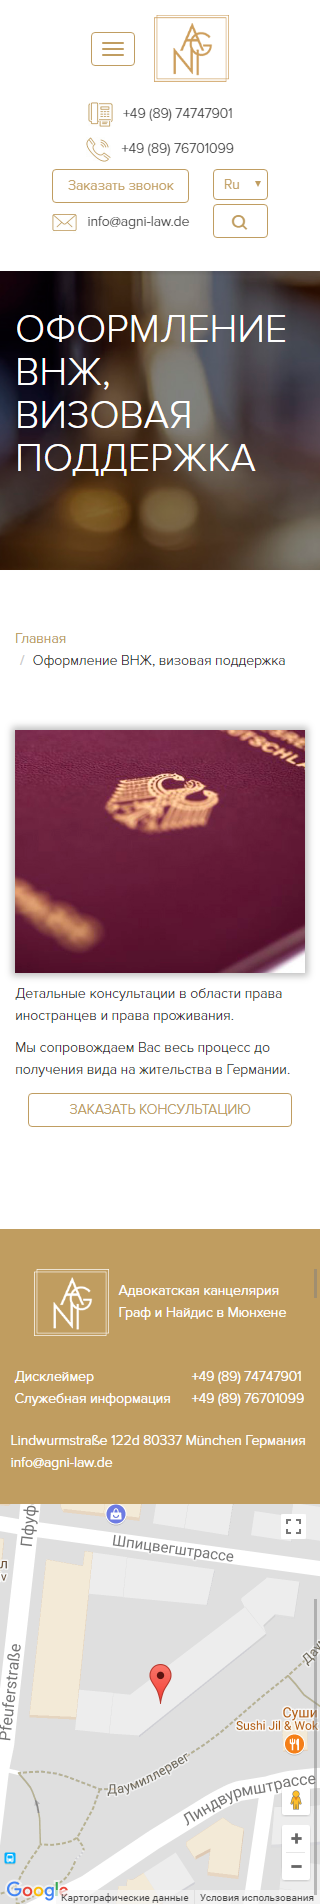 AGNP
+49 (89) 74747901
+49 (89) 76701099
Заказать звонок
Ru
info@agni-law.de
ОФОРМЛЕНИЕ
ВНЖ,
ВИЗОВАЯ
ПОДДЕРЖКА
Главная
/ Оформление ВНЖ, визовая поддержка
Детальные консультации в области права
иностранцев и права проживания.
Мы сопровождаем Вас весь процесс до
получения вида на жительства в Германии.
ЗАКАЗАТЬ КОНСУЛЬТАЦИЮ
Адвокатская канцелярия
Граф и Найдис в Мюнхене
Дисклеймер
+49 (89) 74747901
Служебная информация
+49 (89) 76701099
Lindwurmstraße 122d 80337 München Германия
info@agni-law.de
Шпицвегштрассе
Pfeuferstraße
Суши
Sushi Jil & Wok
Даумиллервег
Линдвурмштрассе
Google
Картографические данные
Условия использования